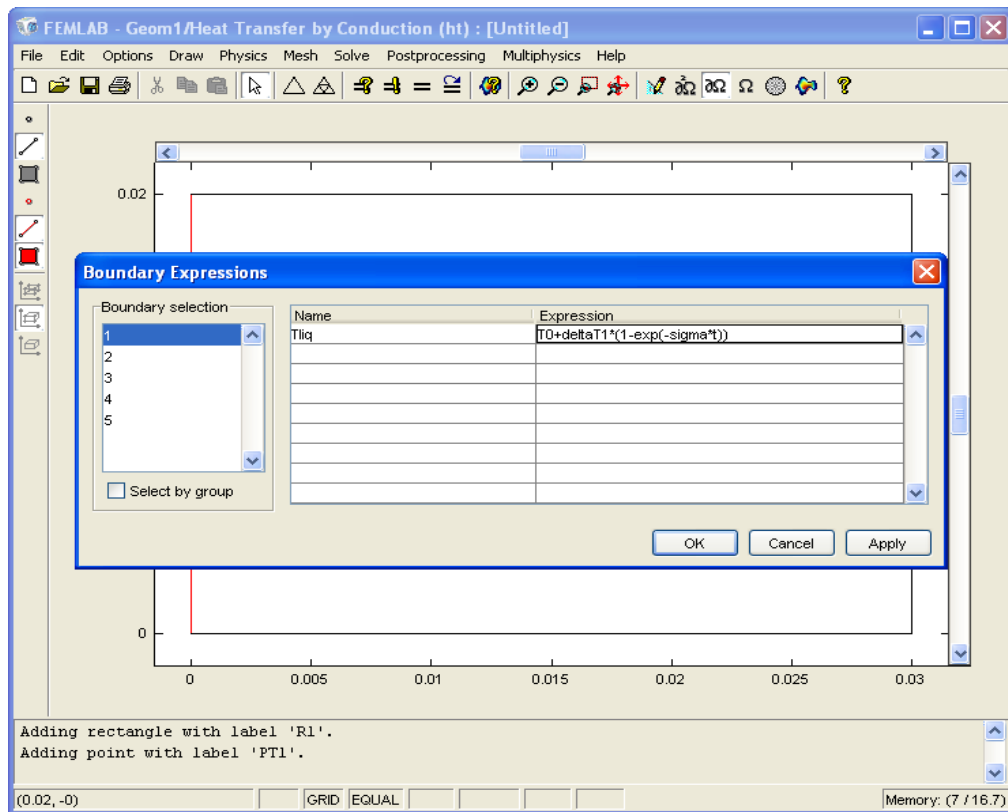 FEMLAB - Geom1/Heat Transfer by Conduction (ht) : [Untitled]
File Edit Options Draw Physics Mesh Solve Postprocessing Multiphysics Help
0.02
Boundary Expressions
Boundary selection
1
2
3
4
5
Select by group
Name Expression
Tliq T0+deltaT1*(1-exp(-sigma*t))
OK Cancel Apply
0
0 0.005 0.01 0.015 0.02 0.025 0.03
Adding rectangle with label 'R1'.
Adding point with label 'PT1'.
(0.02, -0) GRID EQUAL Memory: (7 / 16,7)